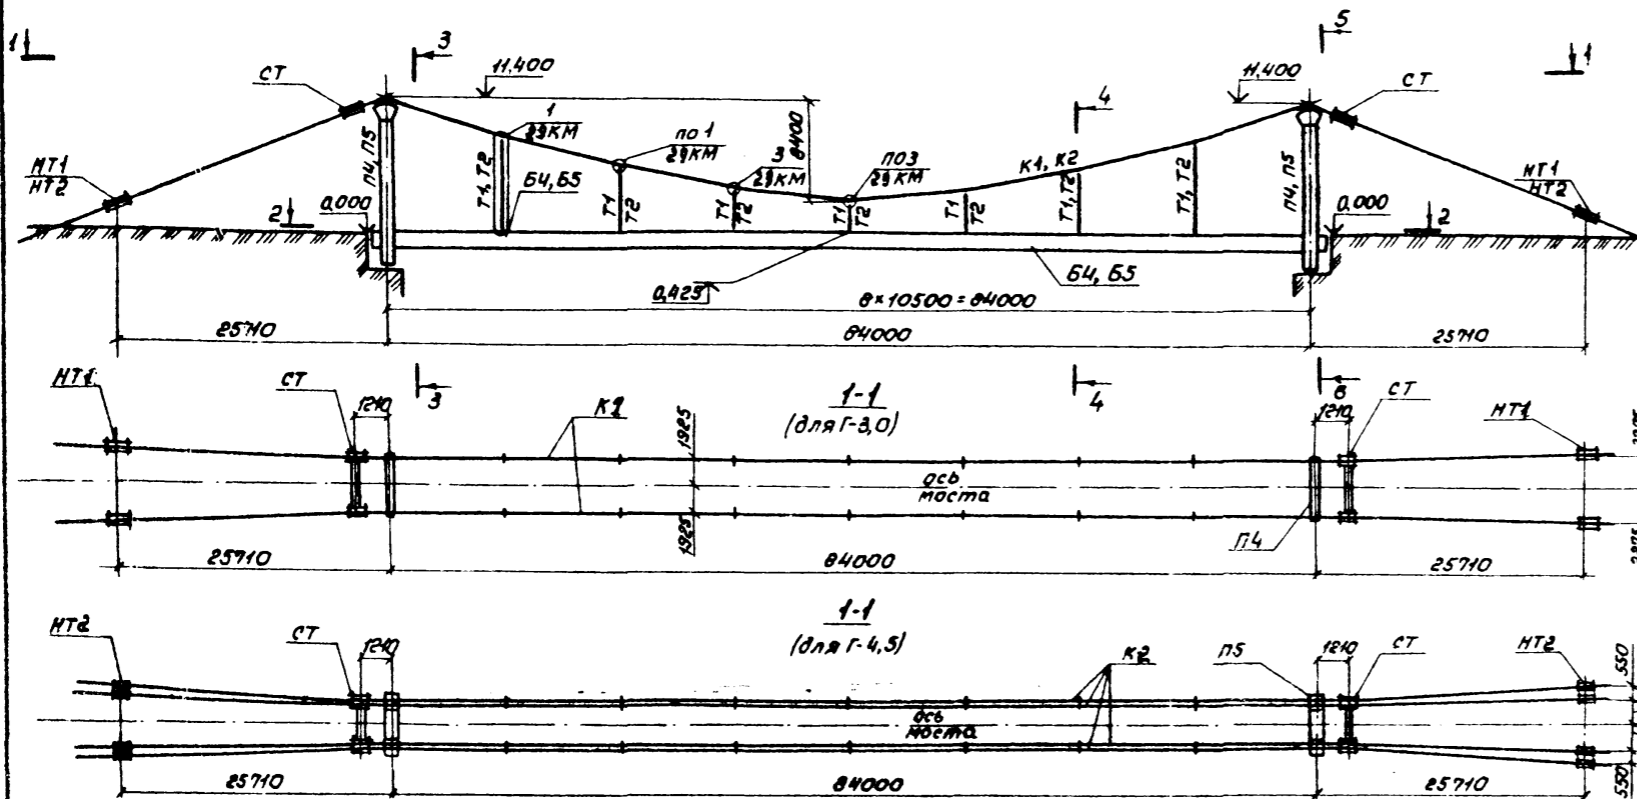 1
3
5
1
СТ
11,400
11,400
СТ
4
1
29КМ
по 1
29КМ
3
29КМ
8400
ПОЗ
29КМ
К1, К2
НТ1
НТ2
П4, П5
Т1, Т2
Б4, Б5
Т1
Т2
Т1
Т2
Т1
Т2
Т1
Т2
Т1, Т2
Т1, Т2
П4, П5
НТ1
НТ2
2
0,000
0,000
2
0,425
Б4, Б5
8×10500=84000
25710
84000
25710
НТ1
СТ
1210
3
К1
1925
1-1
(для Г-3,0)
4
1210
СТ
НТ1
ось
моста
1925
П4
25710
84000
25710
1-1
(для Г-4,5)
НТ2
СТ
1210
К2
П5
1210
СТ
НТ2
550
ось
моста
550
25710
84000
25710